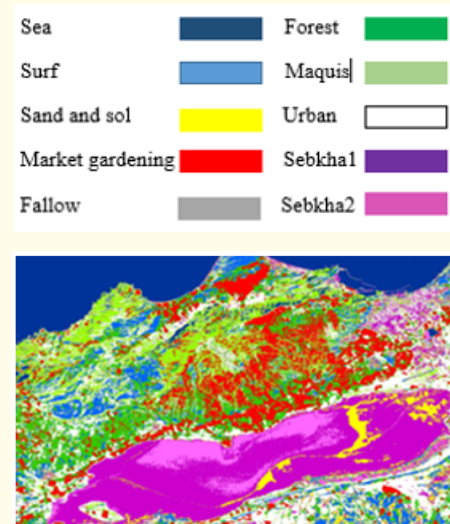 Sea Forest
Surf Maquis
Sand and sol Urban
Market gardening Sebkha1
Fallow Sebkha2